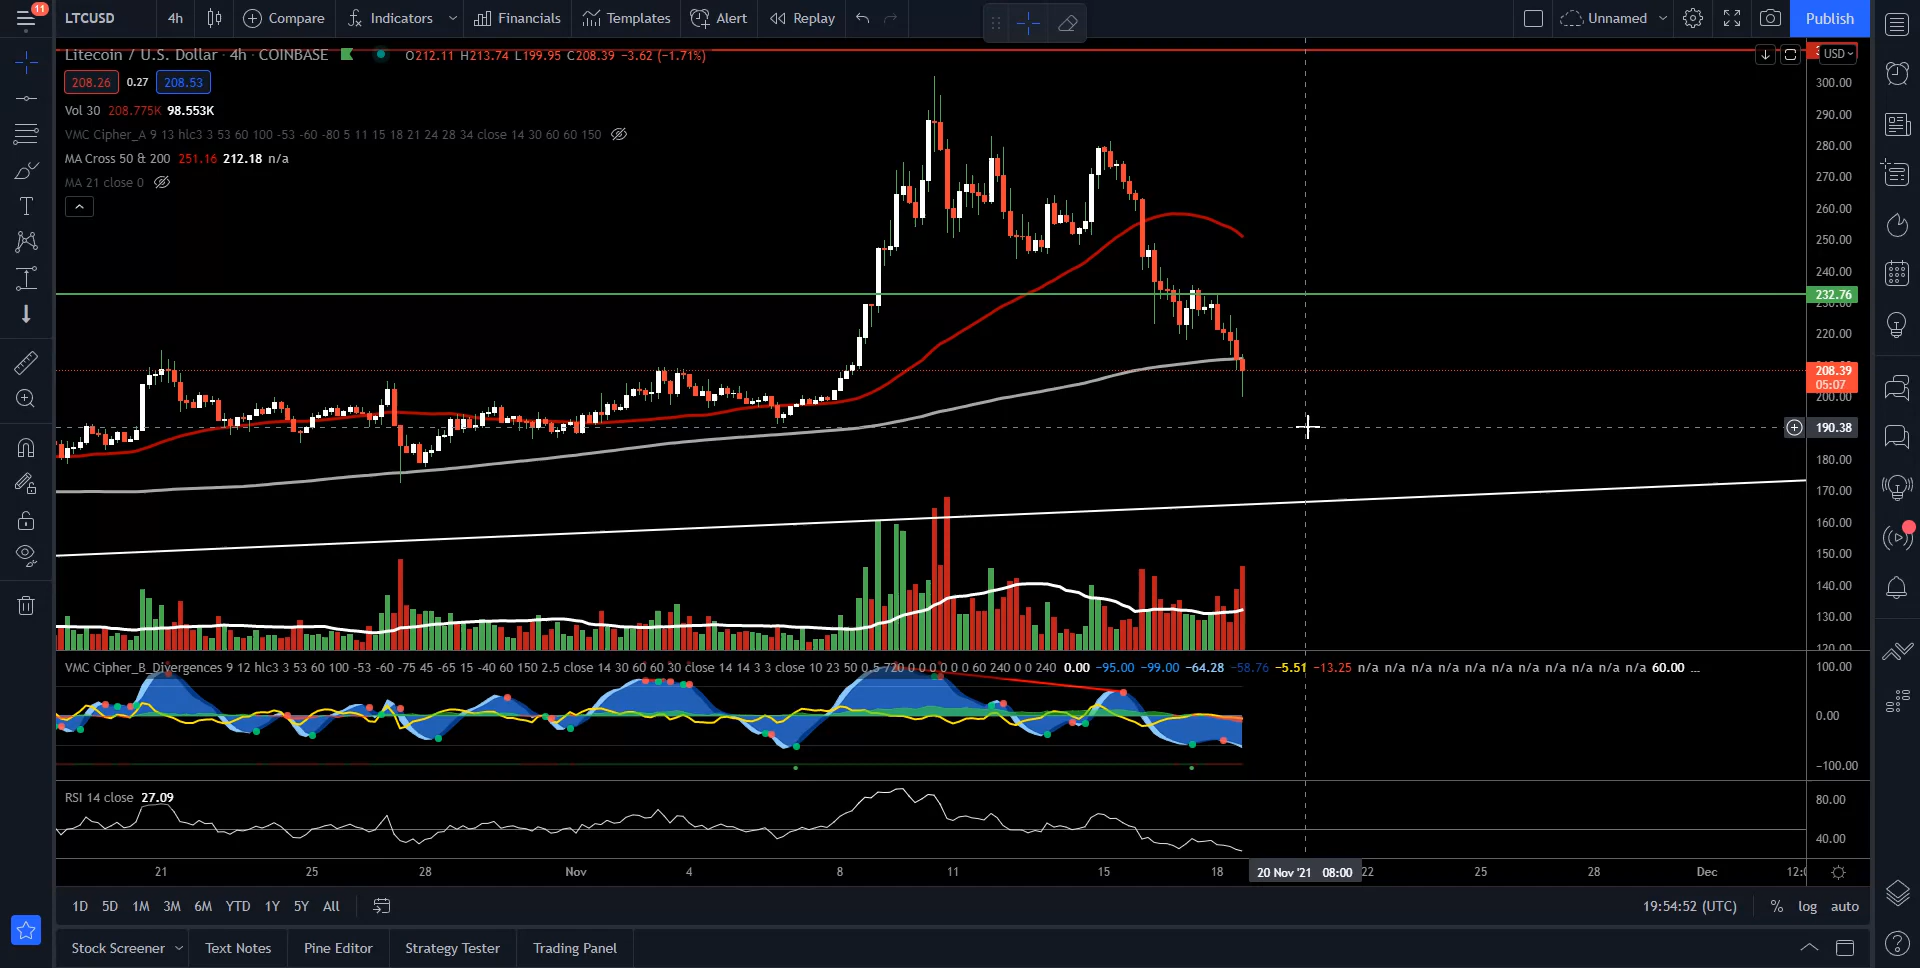 11
LTCUSD 4h Compare Indicators Financials Templates Alert Replay Unnamed Publish
Litecoin / U.S. Dollar · 4h · COINBASE O212.11 H213.74 L199.95 C208.39 −3.62 (−1.71%)
USD
208.26 0.27 208.53
300.00
Vol 30 208.775K 98.553K
290.00
VMC Cipher_A 9 13 hlc3 3 53 60 100 -53 -60 -80 5 11 15 18 21 24 28 34 close 14 30 60 60 150
280.00
MA Cross 50 & 200 251.16 212.18 n/a
270.00
MA 21 close 0
260.00
250.00
240.00
232.76
230.00
220.00
208.39
05:07
200.00
190.38
180.00
170.00
160.00
150.00
140.00
130.00
120.00
VMC Cipher_B_Divergences 9 12 hlc3 3 53 60 100 -53 -60 -75 45 -65 15 -40 60 150 2.5 close 14 30 60 60 30 close 14 14 3 3 close 10 23 50 0 5 720 0 0 0 0 0 0 60 240 0 0 240 0.00 −95.00 −99.00 −64.28 −58.76 −5.51 −13.25 n/a n/a n/a n/a n/a n/a n/a n/a n/a n/a n/a 60.00 ...
100.00
0.00
−100.00
RSI 14 close 27.09
80.00
40.00
21 25 28 Nov 4 8 11 15 18 20 Nov '21 08:00 22 25 28 Dec
1D 5D 1M 3M 6M YTD 1Y 5Y All 19:54:52 (UTC) % log auto
Stock Screener Text Notes Pine Editor Strategy Tester Trading Panel